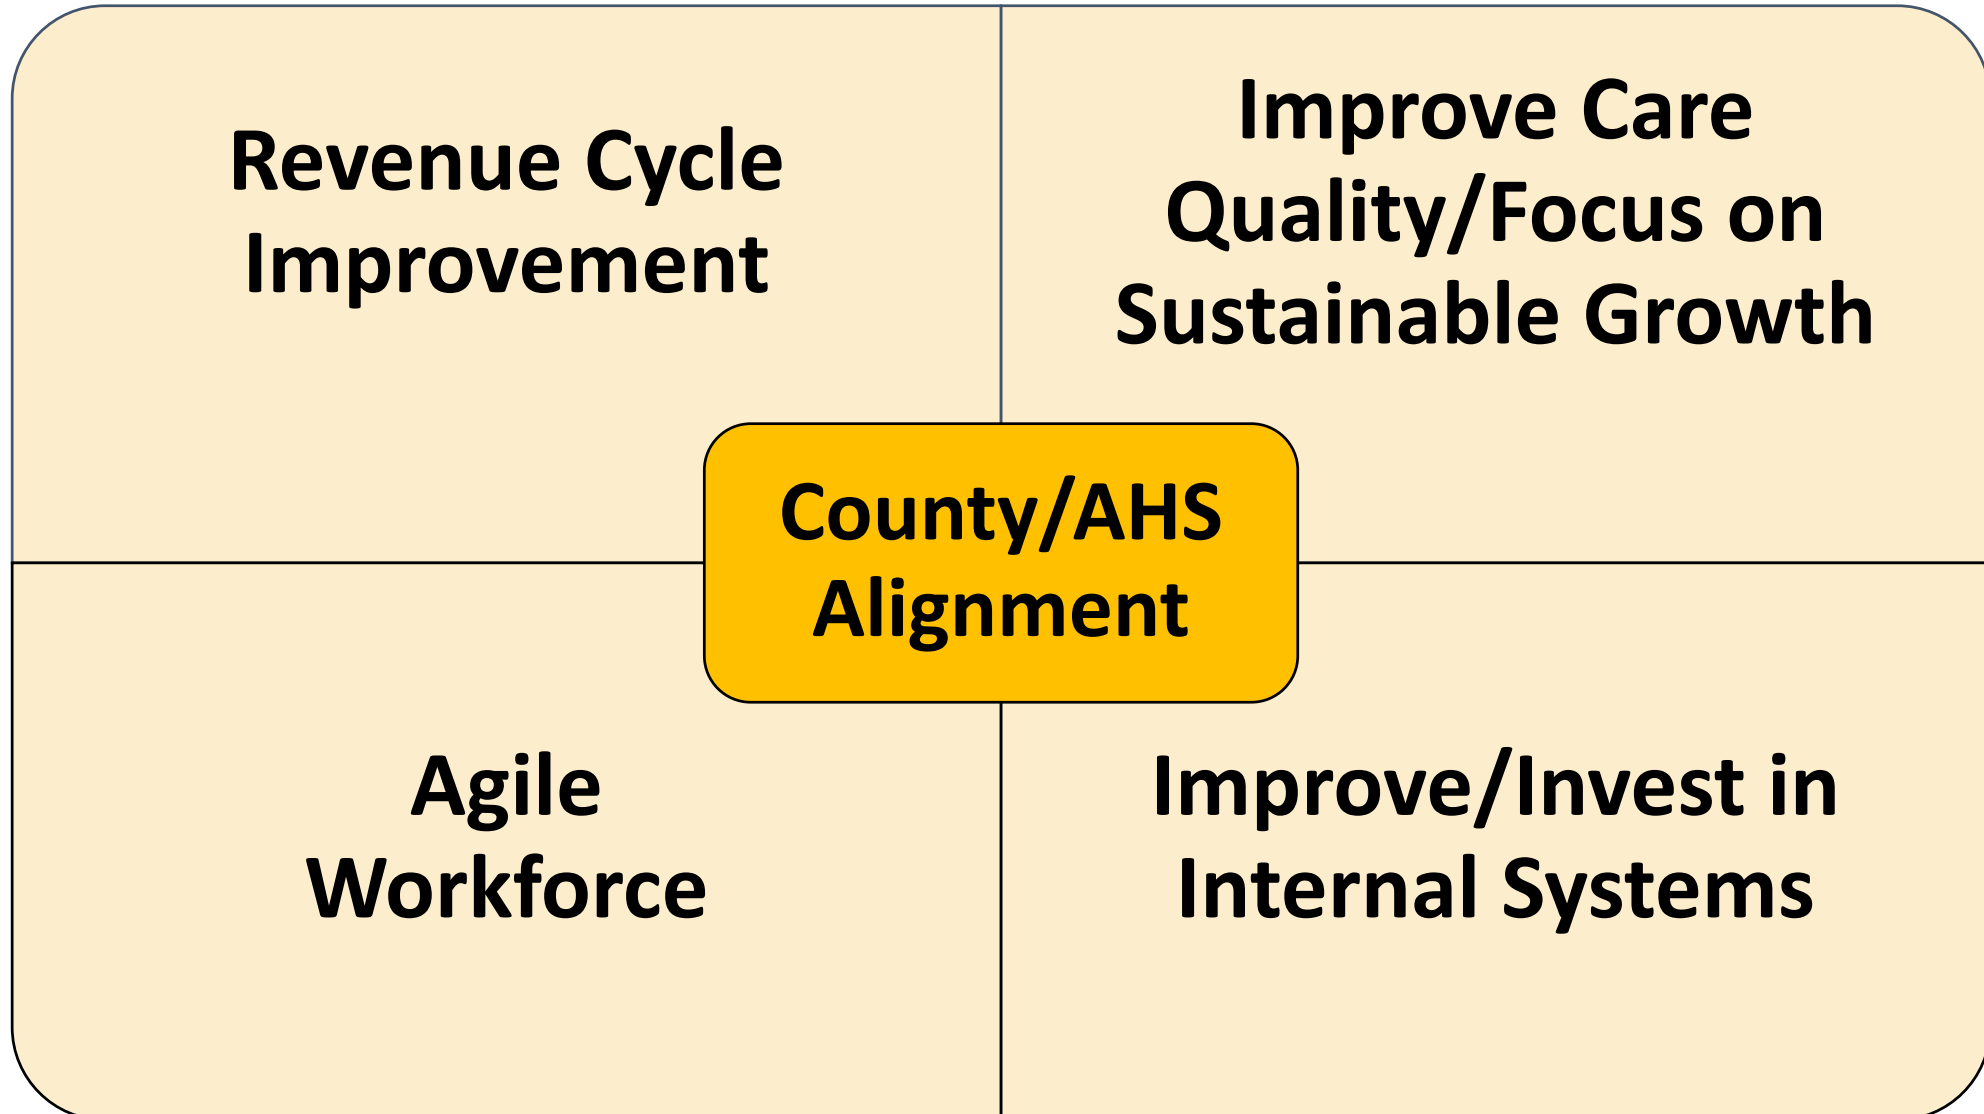 Revenue Cycle
Improvement
Improve Care
Quality/Focus on
Sustainable Growth
County/AHS
Alignment
Agile
Workforce
Improve/Invest in
Internal Systems